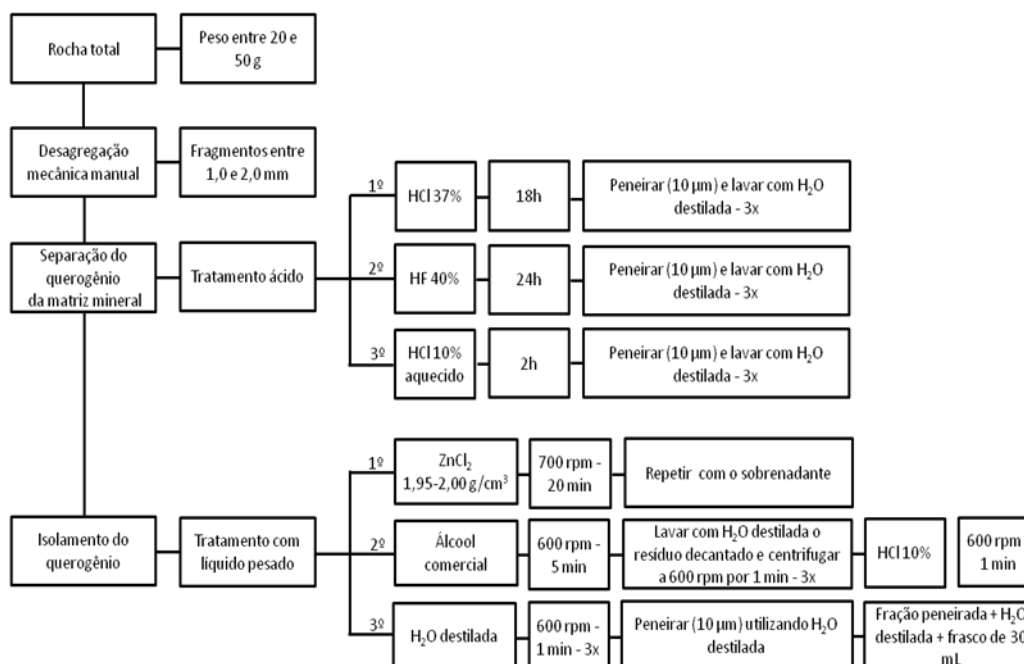 Rocha total
Peso entre 20 e
50 g
Desagregação
mecânica manual
Fragmentos entre
1,0 e 2,0 mm
Separação do
querogênio
da matriz mineral
Tratamento ácido
1º
HCl 37%
18h
Peneirar (10 µm) e lavar com H₂O
destilada - 3x
2º
HF 40%
24h
Peneirar (10 µm) e lavar com H₂O
destilada - 3x
3º
HCl 10%
aquecido
2h
Peneirar (10 µm) e lavar com H₂O
destilada - 3x
Isolamento do
querogênio
Tratamento com
líquido pesado
1º
ZnCl₂
1,95-2,00 g/cm³
700 rpm -
20 min
Repetir com o sobrenadante
2º
Álcool
comercial
600 rpm -
5 min
Lavar com H₂O destilada o
resíduo decantado e centrifugar
a 600 rpm por 1 min - 3x
HCl 10%
600 rpm
1 min
3º
H₂O destilada
600 rpm -
1 min - 3x
Peneirar (10 µm) utilizando H₂O
destilada
Fração peneirada + H₂O
destilada + frasco de 30
mL